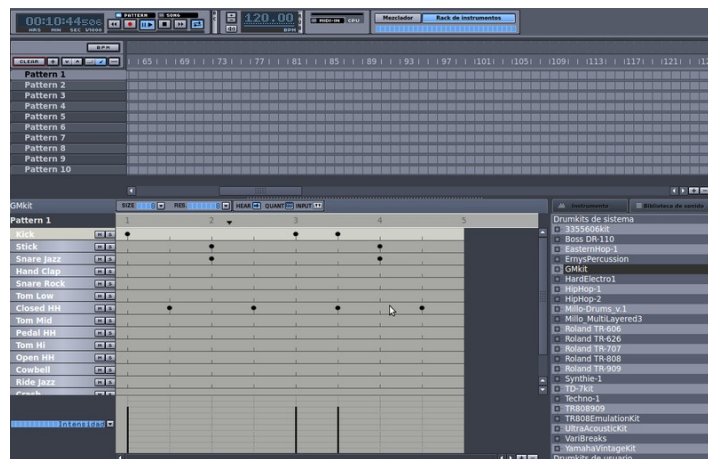 PATTERN SONG
00:10:44
HRS MIN SEC 1/1000
120.00
BPM
MIDI-IN CPU
Mezclador Rack de instrumentos
BPM
CLEAR
65 69 73 77 81 85 89 93 97 101 105 109 113 117 121
Pattern 1
Pattern 2
Pattern 3
Pattern 4
Pattern 5
Pattern 6
Pattern 7
Pattern 8
Pattern 9
Pattern 10
GMkit
SIZE 8 RES. 8 HEAR QUANT INPUT
Instrumento Biblioteca de sonido
Pattern 1
1 2 3 4 5
Kick M S
Stick M S
Snare Jazz M S
Hand Clap M S
Snare Rock M S
Tom Low M S
Closed HH M S
Tom Mid M S
Pedal HH M S
Tom Hi M S
Open HH M S
Cowbell M S
Ride Jazz M S
Crash
Intensidad
Drumkits de sistema
3355606kit
Boss DR-110
EasternHop-1
ErnysPercussion
GMkit
HardElectro1
HipHop-1
HipHop-2
Millo-Drums_v.1
Millo_MultiLayered3
Roland TR-606
Roland TR-626
Roland TR-707
Roland TR-808
Roland TR-909
Synthie-1
TD-7kit
Techno-1
TR808909
TR808EmulationKit
UltraAcousticKit
VariBreaks
YamahaVintageKit
Drumkits de usuario